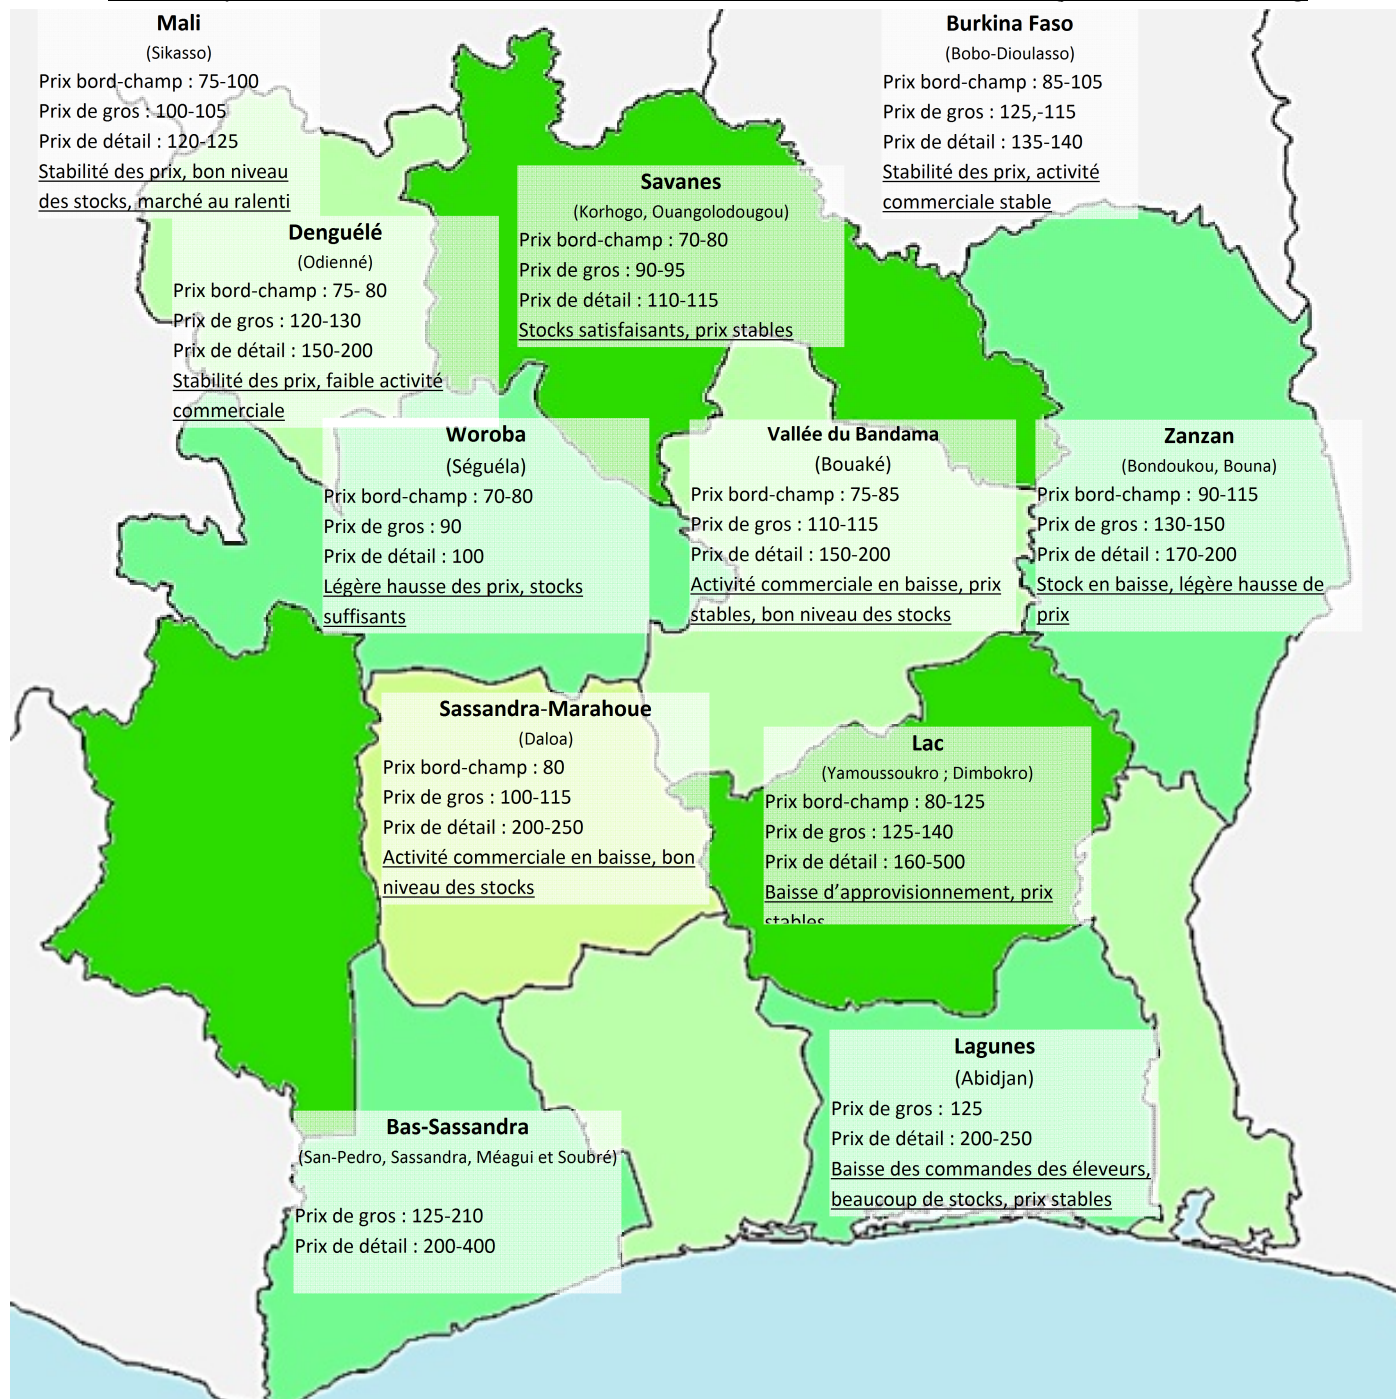 Mali
(Sikasso)
Prix bord-champ : 75-100
Prix de gros : 100-105
Prix de détail : 120-125
Stabilité des prix, bon niveau
des stocks, marché au ralenti
Burkina Faso
(Bobo-Dioulasso)
Prix bord-champ : 85-105
Prix de gros : 125,-115
Prix de détail : 135-140
Stabilité des prix, activité
commerciale stable
Savanes
(Korhogo, Ouangolodougou)
Prix bord-champ : 70-80
Prix de gros : 90-95
Prix de détail : 110-115
Stocks satisfaisants, prix stables
Denguélé
(Odienné)
Prix bord-champ : 75- 80
Prix de gros : 120-130
Prix de détail : 150-200
Stabilité des prix, faible activité
commerciale
Woroba
(Séguéla)
Prix bord-champ : 70-80
Prix de gros : 90
Prix de détail : 100
Légère hausse des prix, stocks
suffisants
Vallée du Bandama
(Bouaké)
Prix bord-champ : 75-85
Prix de gros : 110-115
Prix de détail : 150-200
Activité commerciale en baisse, prix
stables, bon niveau des stocks
Zanzan
(Bondoukou, Bouna)
Prix bord-champ : 90-115
Prix de gros : 130-150
Prix de détail : 170-200
Stock en baisse, légère hausse de
prix
Sassandra-Marahoue
(Daloa)
Prix bord-champ : 80
Prix de gros : 100-115
Prix de détail : 200-250
Activité commerciale en baisse, bon
niveau des stocks
Lac
(Yamoussoukro ; Dimbokro)
Prix bord-champ : 80-125
Prix de gros : 125-140
Prix de détail : 160-500
Baisse d’approvisionnement, prix
stables
Lagunes
(Abidjan)
Prix de gros : 125
Prix de détail : 200-250
Baisse des commandes des éleveurs,
beaucoup de stocks, prix stables
Bas-Sassandra
(San-Pedro, Sassandra, Méagui et Soubré)
Prix de gros : 125-210
Prix de détail : 200-400